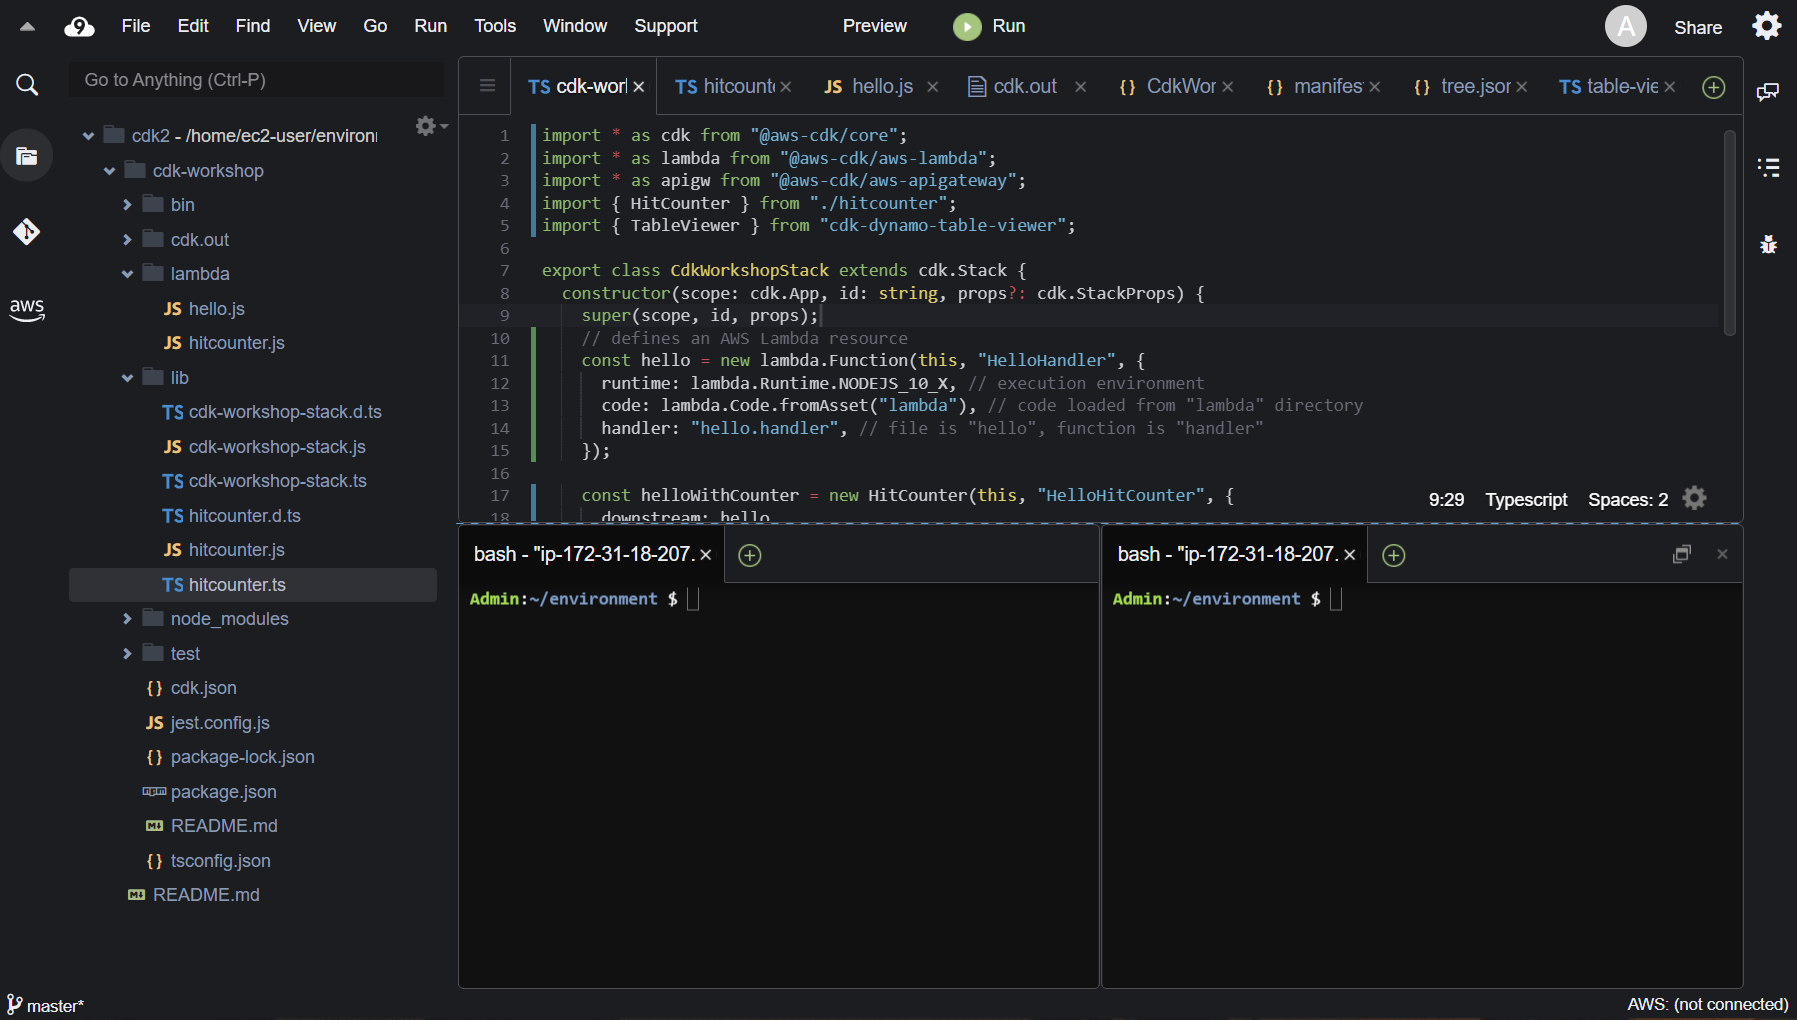 File Edit Find View Go Run Tools Window Support Preview Run A Share
Go to Anything (Ctrl-P)
cdk2 - /home/ec2-user/environ
cdk-workshop
bin
cdk.out
lambda
JS hello.js
JS hitcounter.js
lib
TS cdk-workshop-stack.d.ts
JS cdk-workshop-stack.js
TS cdk-workshop-stack.ts
TS hitcounter.d.ts
JS hitcounter.js
TS hitcounter.ts
node_modules
test
{} cdk.json
JS jest.config.js
{} package-lock.json
package.json
README.md
{} tsconfig.json
README.md
aws
TS cdk-worl TS hitcount JS hello.js cdk.out {} CdkWor {} manifes {} tree.jsor TS table-vie
1 import * as cdk from "@aws-cdk/core";
2 import * as lambda from "@aws-cdk/aws-lambda";
3 import * as apigw from "@aws-cdk/aws-apigateway";
4 import { HitCounter } from "./hitcounter";
5 import { TableViewer } from "cdk-dynamo-table-viewer";
6
7 export class CdkWorkshopStack extends cdk.Stack {
8 constructor(scope: cdk.App, id: string, props?: cdk.StackProps) {
9 super(scope, id, props);
10 // defines an AWS Lambda resource
11 const hello = new lambda.Function(this, "HelloHandler", {
12 runtime: lambda.Runtime.NODEJS_10_X, // execution environment
13 code: lambda.Code.fromAsset("lambda"), // code loaded from "lambda" directory
14 handler: "hello.handler", // file is "hello", function is "handler"
15 });
16
17 const helloWithCounter = new HitCounter(this, "HelloHitCounter", {
18 downstream: hello
9:29 Typescript Spaces: 2
bash - "ip-172-31-18-207.
Admin:~/environment $
bash - "ip-172-31-18-207.
Admin:~/environment $
master*
AWS: (not connected)